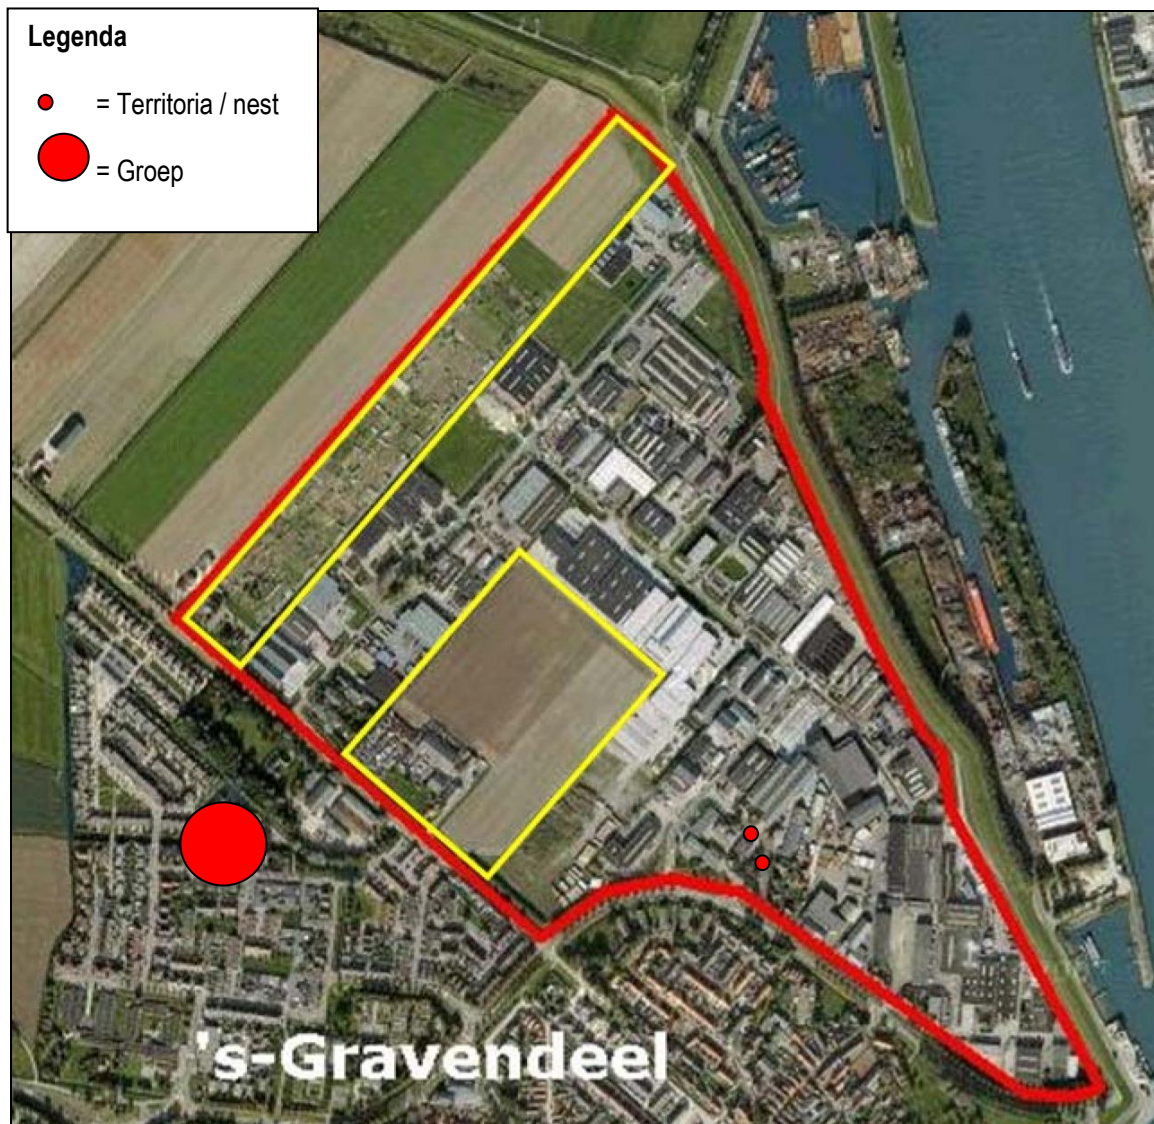 Legenda
= Territoria / nest
= Groep
's-Gravendeel